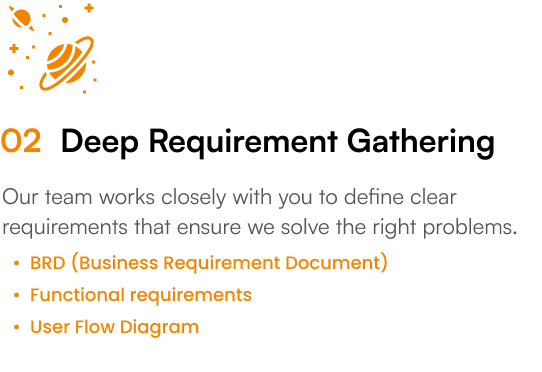 02 Deep Requirement Gathering
Our team works closely with you to define clear
requirements that ensure we solve the right problems.
• BRD (Business Requirement Document)
• Functional requirements
• User Flow Diagram